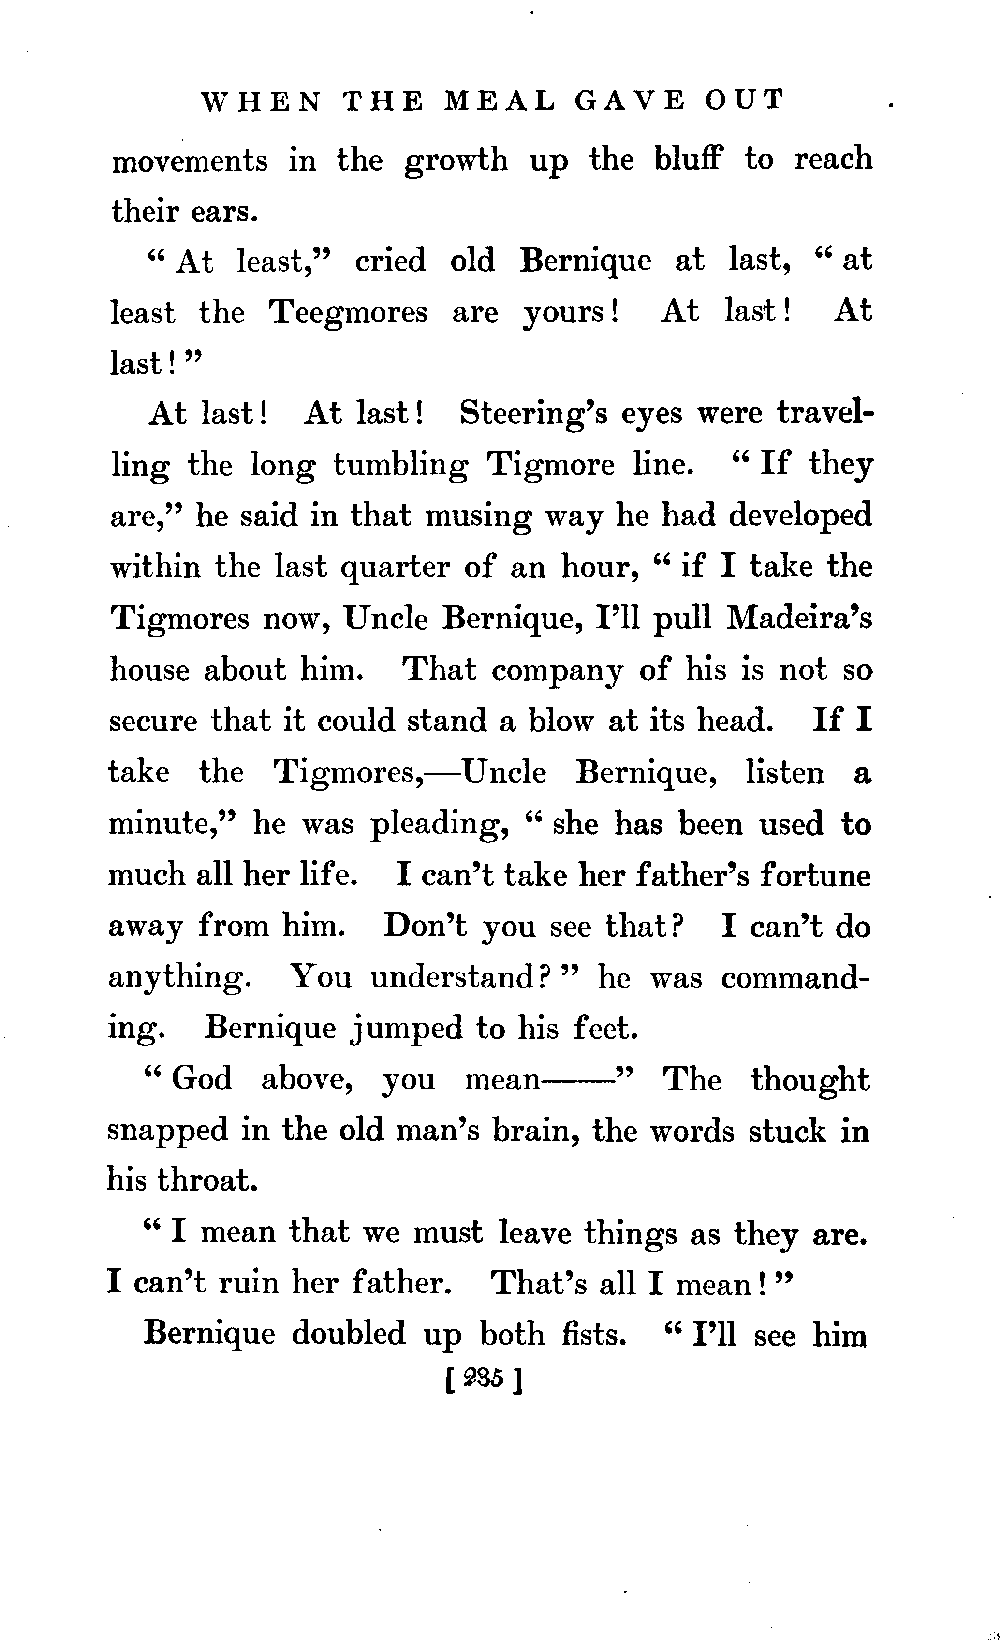 WHEN THE MEAL GAVE OUT
movements in the growth up the bluff to reach
their ears.
“ At least,” cried old Bernique at last, “ at
least the Teegmores are yours! At last! At
last! ”
At last! At last! Steering’s eyes were travel-
ling the long tumbling Tigmore line. “ If they
are,” he said in that musing way he had developed
within the last quarter of an hour, “ if I take the
Tigmores now, Uncle Bernique, I’ll pull Madeira’s
house about him. That company of his is not so
secure that it could stand a blow at its head. If I
take the Tigmores,—Uncle Bernique, listen a
minute,” he was pleading, “ she has been used to
much all her life. I can’t take her father’s fortune
away from him. Don’t you see that? I can’t do
anything. You understand? ” he was command-
ing. Bernique jumped to his feet.
“ God above, you mean——” The thought
snapped in the old man’s brain, the words stuck in
his throat.
“ I mean that we must leave things as they are.
I can’t ruin her father. That’s all I mean! ”
Bernique doubled up both fists. “ I’ll see him
[ 235 ]